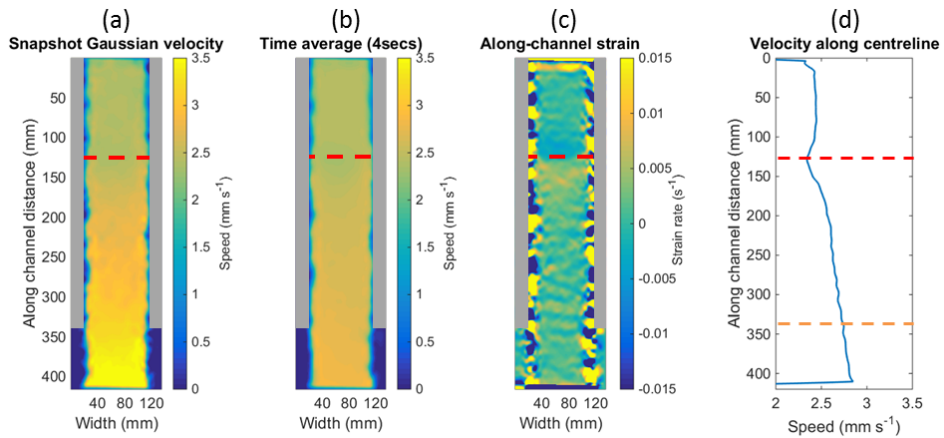 (a) (b) (c) (d)
Snapshot Gaussian velocity Time average (4secs) Along-channel strain Velocity along centreline
Along channel distance (mm)
50
100
150
200
250
300
350
400
40 80 120
Width (mm)
3.5
3
2.5
2
1.5
1
0.5
0
Speed (mm s⁻¹)
40 80 120
Width (mm)
3.5
3
2.5
2
1.5
1
0.5
0
Speed (mm s⁻¹)
40 80 120
Width (mm)
0.015
0.01
0.005
0
-0.005
-0.01
-0.015
Strain rate (s⁻¹)
Along channel distance (mm)
0
50
100
150
200
250
300
350
400
2 2.5 3 3.5
Speed (mm s⁻¹)